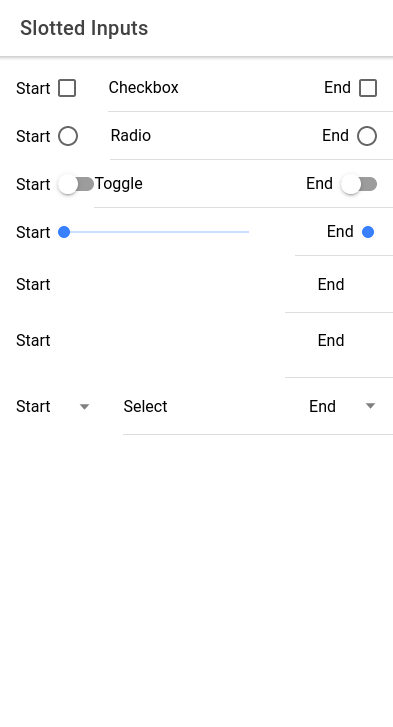 Slotted Inputs
Start Checkbox End
Start Radio End
Start Toggle End
Start End
Start End
Start End
Start Select End